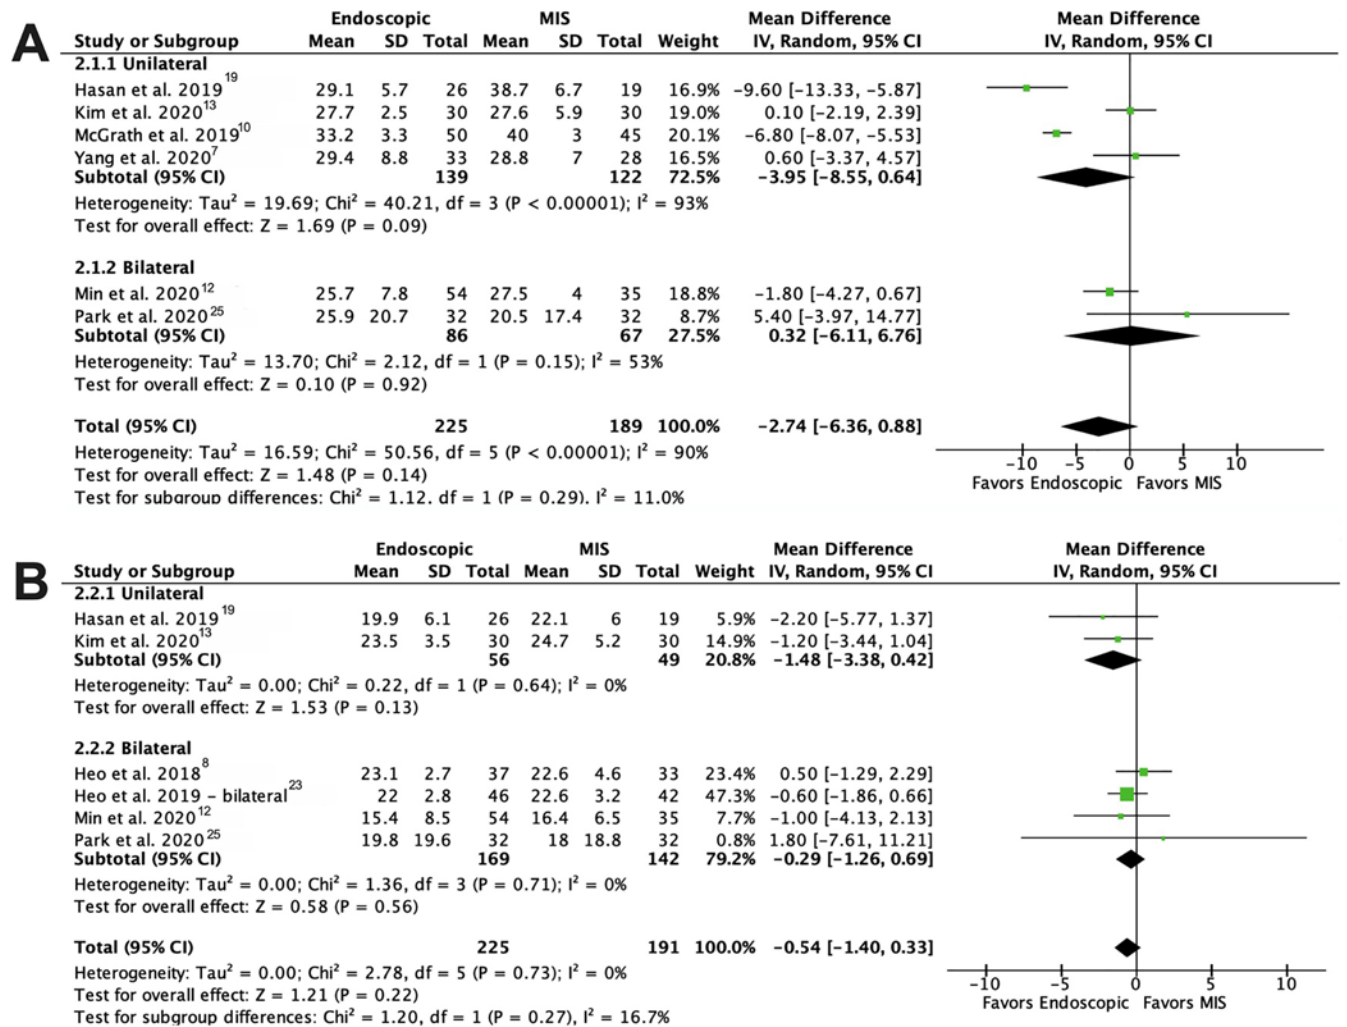 A
Endoscopic MIS Mean Difference Mean Difference
Study or Subgroup Mean SD Total Mean SD Total Weight IV, Random, 95% CI IV, Random, 95% CI
2.1.1 Unilateral
Hasan et al. 2019 19 29.1 5.7 26 38.7 6.7 19 16.9% -9.60 [-13.33, -5.87]
Kim et al. 2020 13 27.7 2.5 30 27.6 5.9 30 19.0% 0.10 [-2.19, 2.39]
McGrath et al. 2019 10 33.2 3.3 50 40 3 45 20.1% -6.80 [-8.07, -5.53]
Yang et al. 2020 7 29.4 8.8 33 28.8 7 28 16.5% 0.60 [-3.37, 4.57]
Subtotal (95% CI) 139 122 72.5% -3.95 [-8.55, 0.64]
Heterogeneity: Tau² = 19.69; Chi² = 40.21, df = 3 (P < 0.00001); I² = 93%
Test for overall effect: Z = 1.69 (P = 0.09)
2.1.2 Bilateral
Min et al. 2020 12 25.7 7.8 54 27.5 4 35 18.8% -1.80 [-4.27, 0.67]
Park et al. 2020 25 25.9 20.7 32 20.5 17.4 32 8.7% 5.40 [-3.97, 14.77]
Subtotal (95% CI) 86 67 27.5% 0.32 [-6.11, 6.76]
Heterogeneity: Tau² = 13.70; Chi² = 2.12, df = 1 (P = 0.15); I² = 53%
Test for overall effect: Z = 0.10 (P = 0.92)
Total (95% CI) 225 189 100.0% -2.74 [-6.36, 0.88]
Heterogeneity: Tau² = 16.59; Chi² = 50.56, df = 5 (P < 0.00001); I² = 90%
Test for overall effect: Z = 1.48 (P = 0.14)
Test for subgroup differences: Chi² = 1.12. df = 1 (P = 0.29). I² = 11.0%
-10 -5 0 5 10
Favors Endoscopic Favors MIS
B
Endoscopic MIS Mean Difference Mean Difference
Study or Subgroup Mean SD Total Mean SD Total Weight IV, Random, 95% CI IV, Random, 95% CI
2.2.1 Unilateral
Hasan et al. 2019 19 19.9 6.1 26 22.1 6 19 5.9% -2.20 [-5.77, 1.37]
Kim et al. 2020 13 23.5 3.5 30 24.7 5.2 30 14.9% -1.20 [-3.44, 1.04]
Subtotal (95% CI) 56 49 20.8% -1.48 [-3.38, 0.42]
Heterogeneity: Tau² = 0.00; Chi² = 0.22, df = 1 (P = 0.64); I² = 0%
Test for overall effect: Z = 1.53 (P = 0.13)
2.2.2 Bilateral
Heo et al. 2018 8 23.1 2.7 37 22.6 4.6 33 23.4% 0.50 [-1.29, 2.29]
Heo et al. 2019 - bilateral 23 22 2.8 46 22.6 3.2 42 47.3% -0.60 [-1.86, 0.66]
Min et al. 2020 12 15.4 8.5 54 16.4 6.5 35 7.7% -1.00 [-4.13, 2.13]
Park et al. 2020 25 19.8 19.6 32 18 18.8 32 0.8% 1.80 [-7.61, 11.21]
Subtotal (95% CI) 169 142 79.2% -0.29 [-1.26, 0.69]
Heterogeneity: Tau² = 0.00; Chi² = 1.36, df = 3 (P = 0.71); I² = 0%
Test for overall effect: Z = 0.58 (P = 0.56)
Total (95% CI) 225 191 100.0% -0.54 [-1.40, 0.33]
Heterogeneity: Tau² = 0.00; Chi² = 2.78, df = 5 (P = 0.73); I² = 0%
Test for overall effect: Z = 1.21 (P = 0.22)
Test for subgroup differences: Chi² = 1.20, df = 1 (P = 0.27), I² = 16.7%
-10 -5 0 5 10
Favors Endoscopic Favors MIS